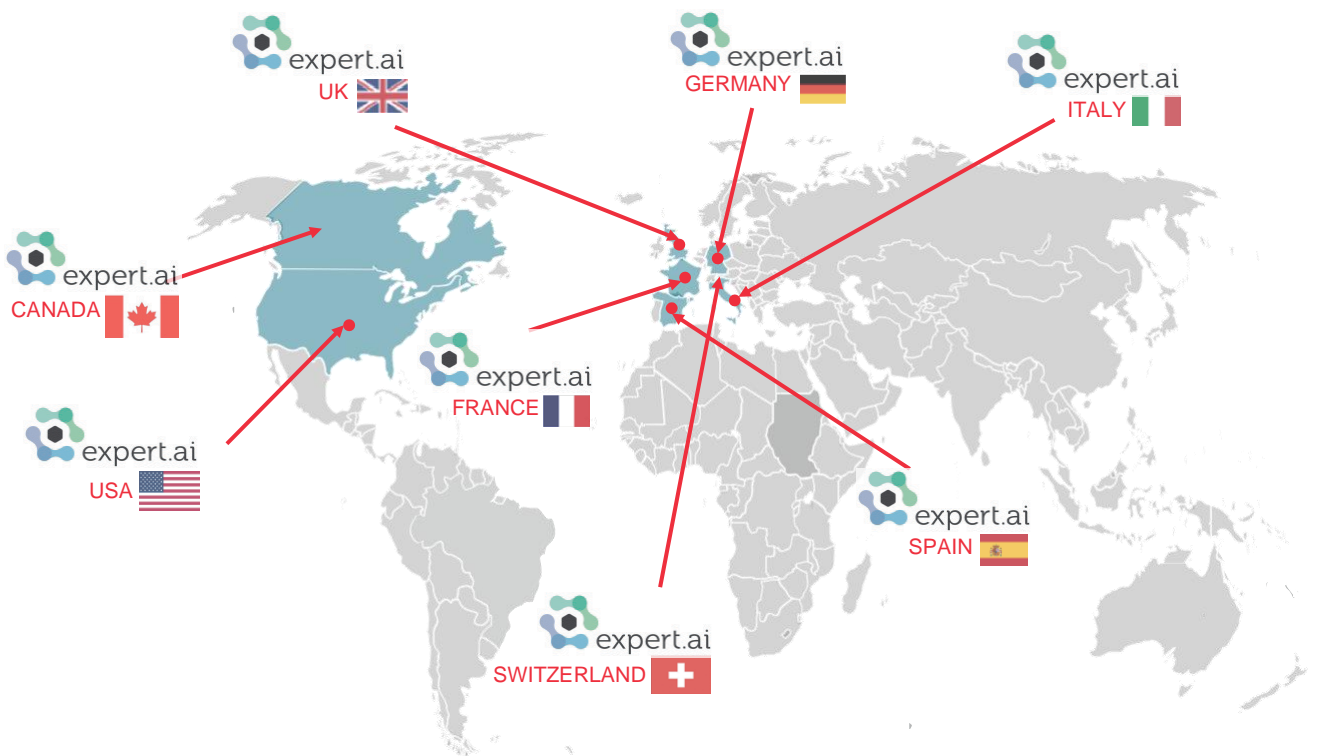 expert.ai
UK
expert.ai
GERMANY
expert.ai
ITALY
expert.ai
CANADA
expert.ai
FRANCE
expert.ai
USA
expert.ai
SPAIN
expert.ai
SWITZERLAND